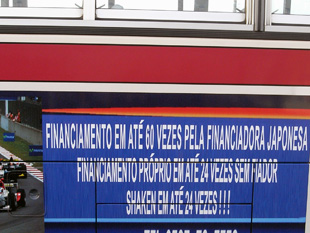 FINANCIAMENTO EM ATÉ 60 VEZES PELA FINANCIADORA JAPONESA
FINANCIAMENTO PRÓPRIO EM ATÉ 24 VEZES SEM FIADOR
SHAKEN EM ATÉ 24 VEZES!!!